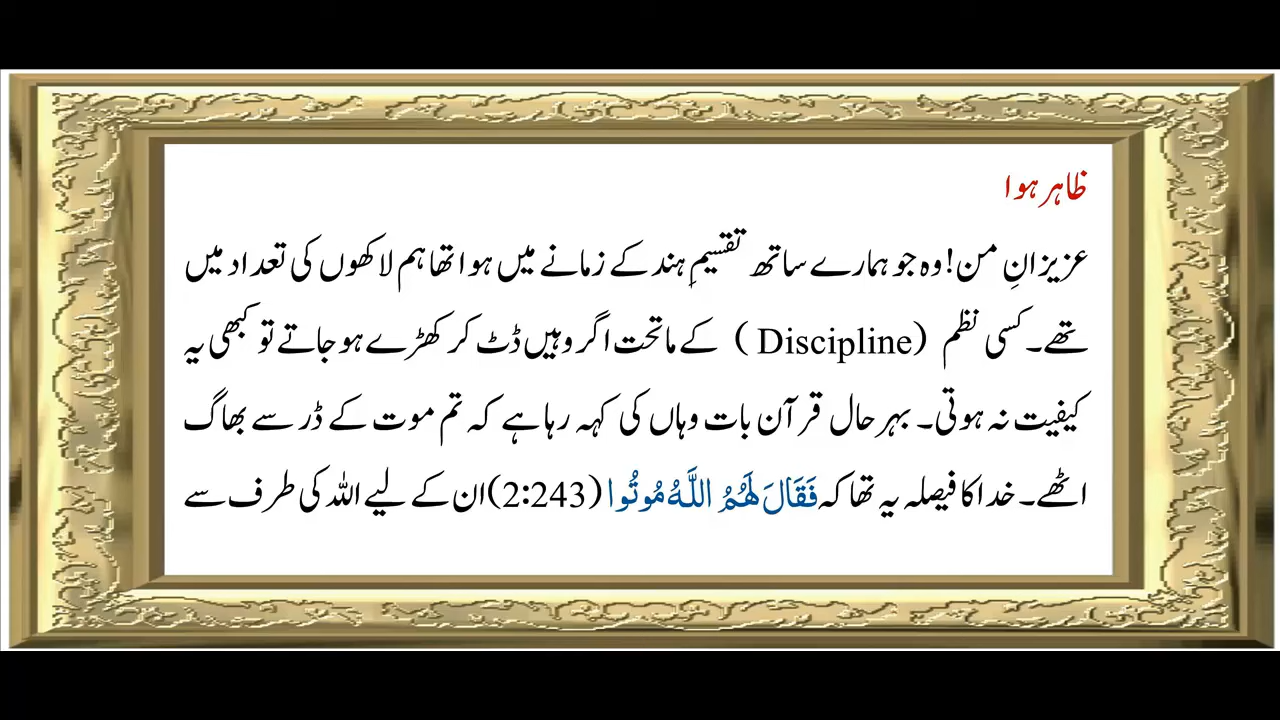 ظاہر ہوا
عزیزانِ من! وہ جو ہمارے ساتھ تقسیمِ ہند کے زمانے میں ہوا تھا ہم لاکھوں کی تعداد میں
تھے۔ کسی نظم (Discipline) کے ماتحت اگر وہیں ڈٹ کر کھڑے ہو جاتے تو کبھی یہ
کیفیت نہ ہوتی۔ بہر حال قرآن بات وہاں کی کہہ رہا ہے کہ تم موت کے ڈر سے بھاگ
اٹھے۔ خدا کا فیصلہ یہ تھا کہ فَقَالَ لَهُمُ اللَّهُ مُوتُوا (2:243) ان کے لیے اللہ کی طرف سے